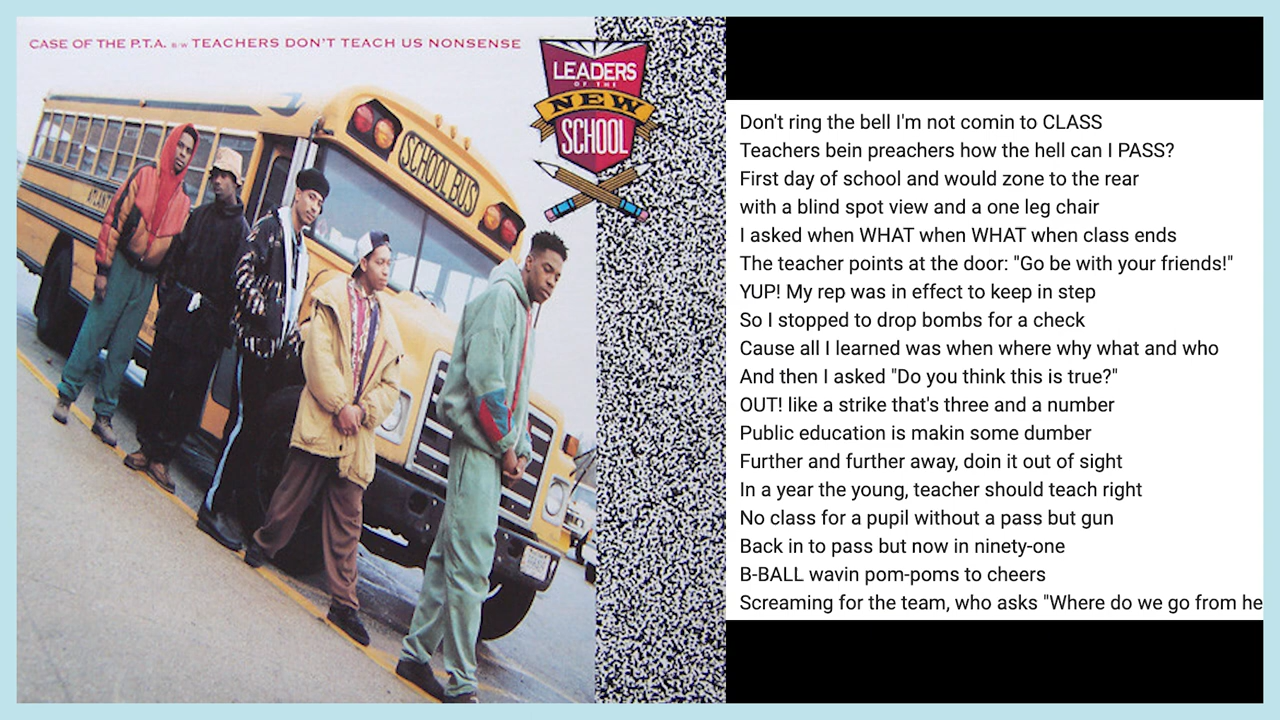 CASE OF THE P.T.A. B/W TEACHERS DON'T TEACH US NONSENSE
LEADERS
OF THE
NEW
SCHOOL
SCHOOL BUS
Don't ring the bell I'm not comin to CLASS
Teachers bein preachers how the hell can I PASS?
First day of school and would zone to the rear
with a blind spot view and a one leg chair
I asked when WHAT when WHAT when class ends
The teacher points at the door: "Go be with your friends!"
YUP! My rep was in effect to keep in step
So I stopped to drop bombs for a check
Cause all I learned was when where why what and who
And then I asked "Do you think this is true?"
OUT! like a strike that's three and a number
Public education is makin some dumber
Further and further away, doin it out of sight
In a year the young, teacher should teach right
No class for a pupil without a pass but gun
Back in to pass but now in ninety-one
B-BALL wavin pom-poms to cheers
Screaming for the team, who asks "Where do we go from he